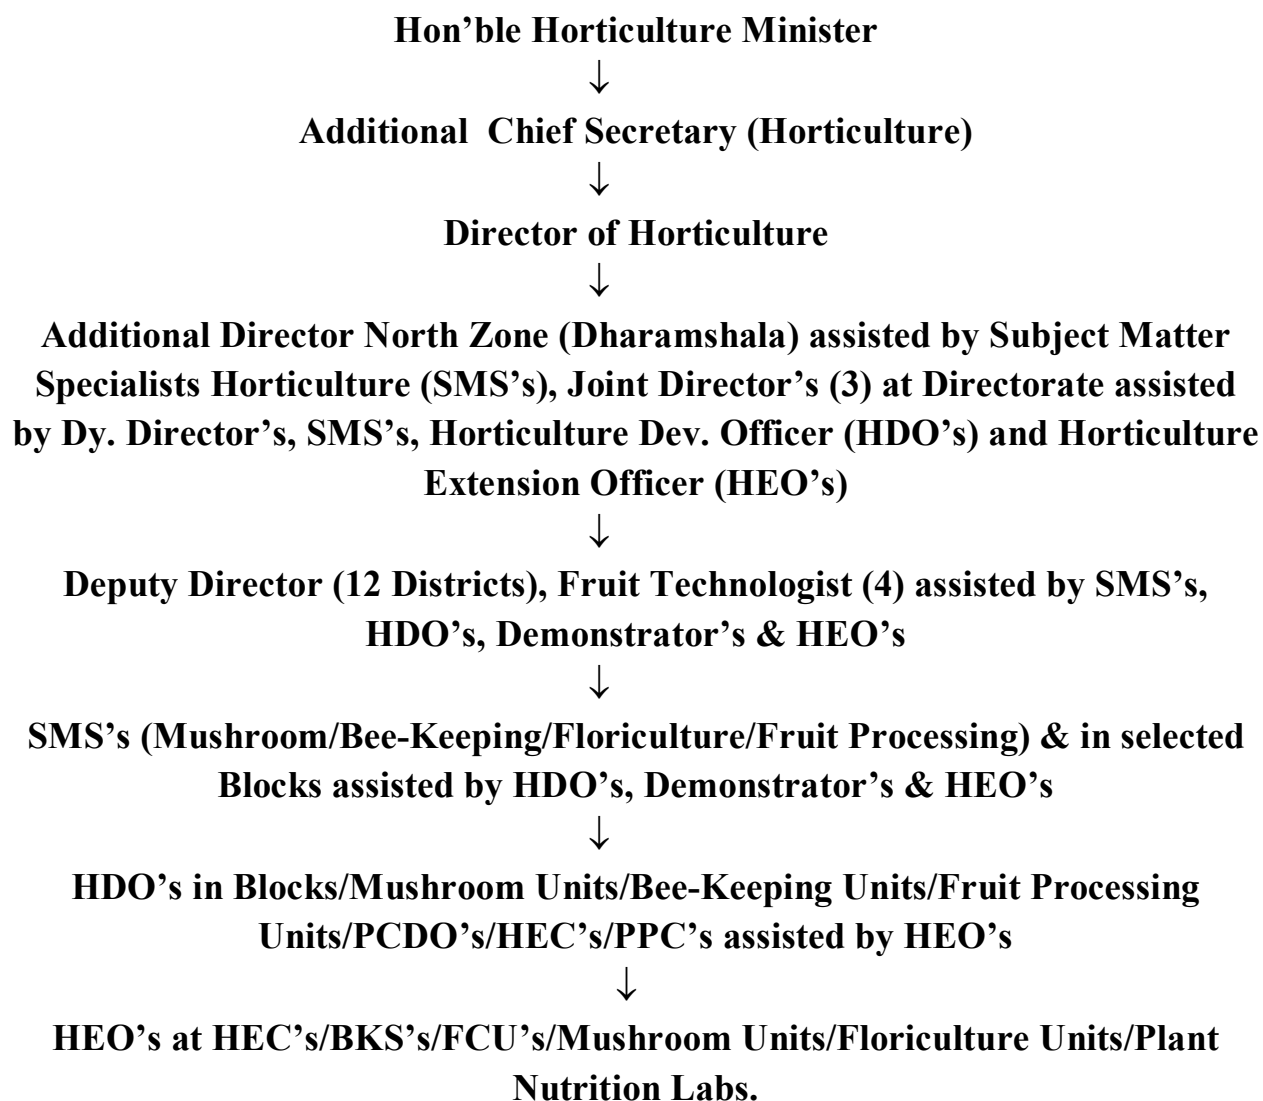 Hon’ble Horticulture Minister
↓
Additional Chief Secretary (Horticulture)
↓
Director of Horticulture
↓
Additional Director North Zone (Dharamshala) assisted by Subject Matter
Specialists Horticulture (SMS’s), Joint Director’s (3) at Directorate assisted
by Dy. Director’s, SMS’s, Horticulture Dev. Officer (HDO’s) and Horticulture
Extension Officer (HEO’s)
↓
Deputy Director (12 Districts), Fruit Technologist (4) assisted by SMS’s,
HDO’s, Demonstrator’s & HEO’s
↓
SMS’s (Mushroom/Bee-Keeping/Floriculture/Fruit Processing) & in selected
Blocks assisted by HDO’s, Demonstrator’s & HEO’s
↓
HDO’s in Blocks/Mushroom Units/Bee-Keeping Units/Fruit Processing
Units/PCDO’s/HEC’s/PPC’s assisted by HEO’s
↓
HEO’s at HEC’s/BKS’s/FCU’s/Mushroom Units/Floriculture Units/Plant
Nutrition Labs.